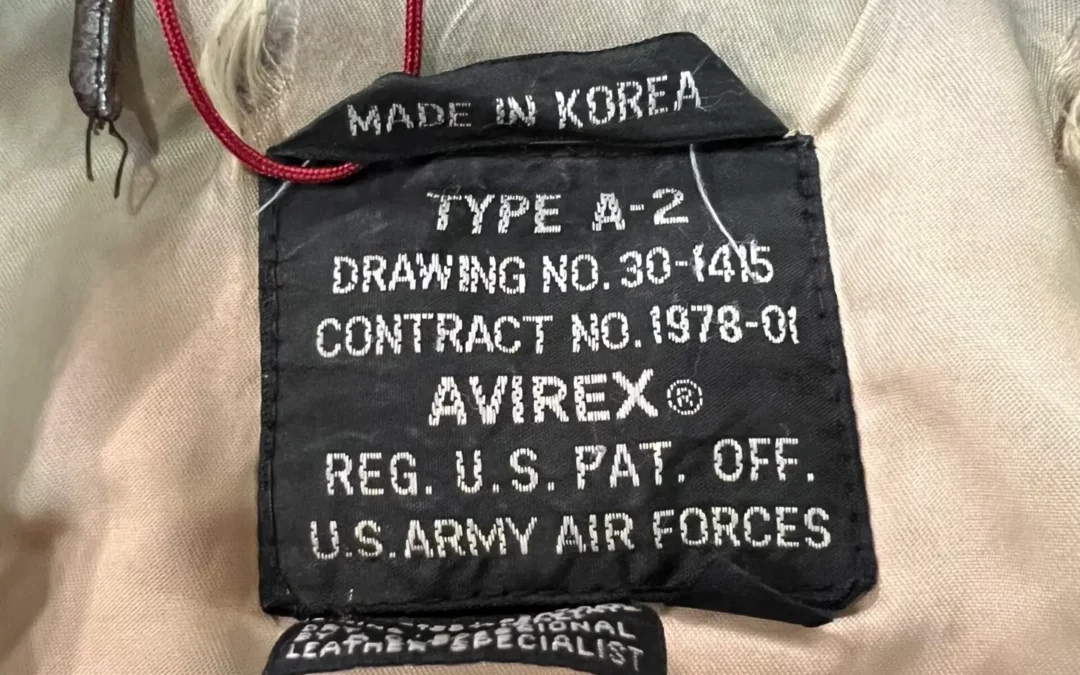 MADE IN KOREA
TYPE A-2
DRAWING NO. 30-1415
CONTRACT NO. 1978-01
AVIREX®
REG. U.S. PAT. OFF.
U.S. ARMY AIR FORCES
LEATHER SPECIALIST